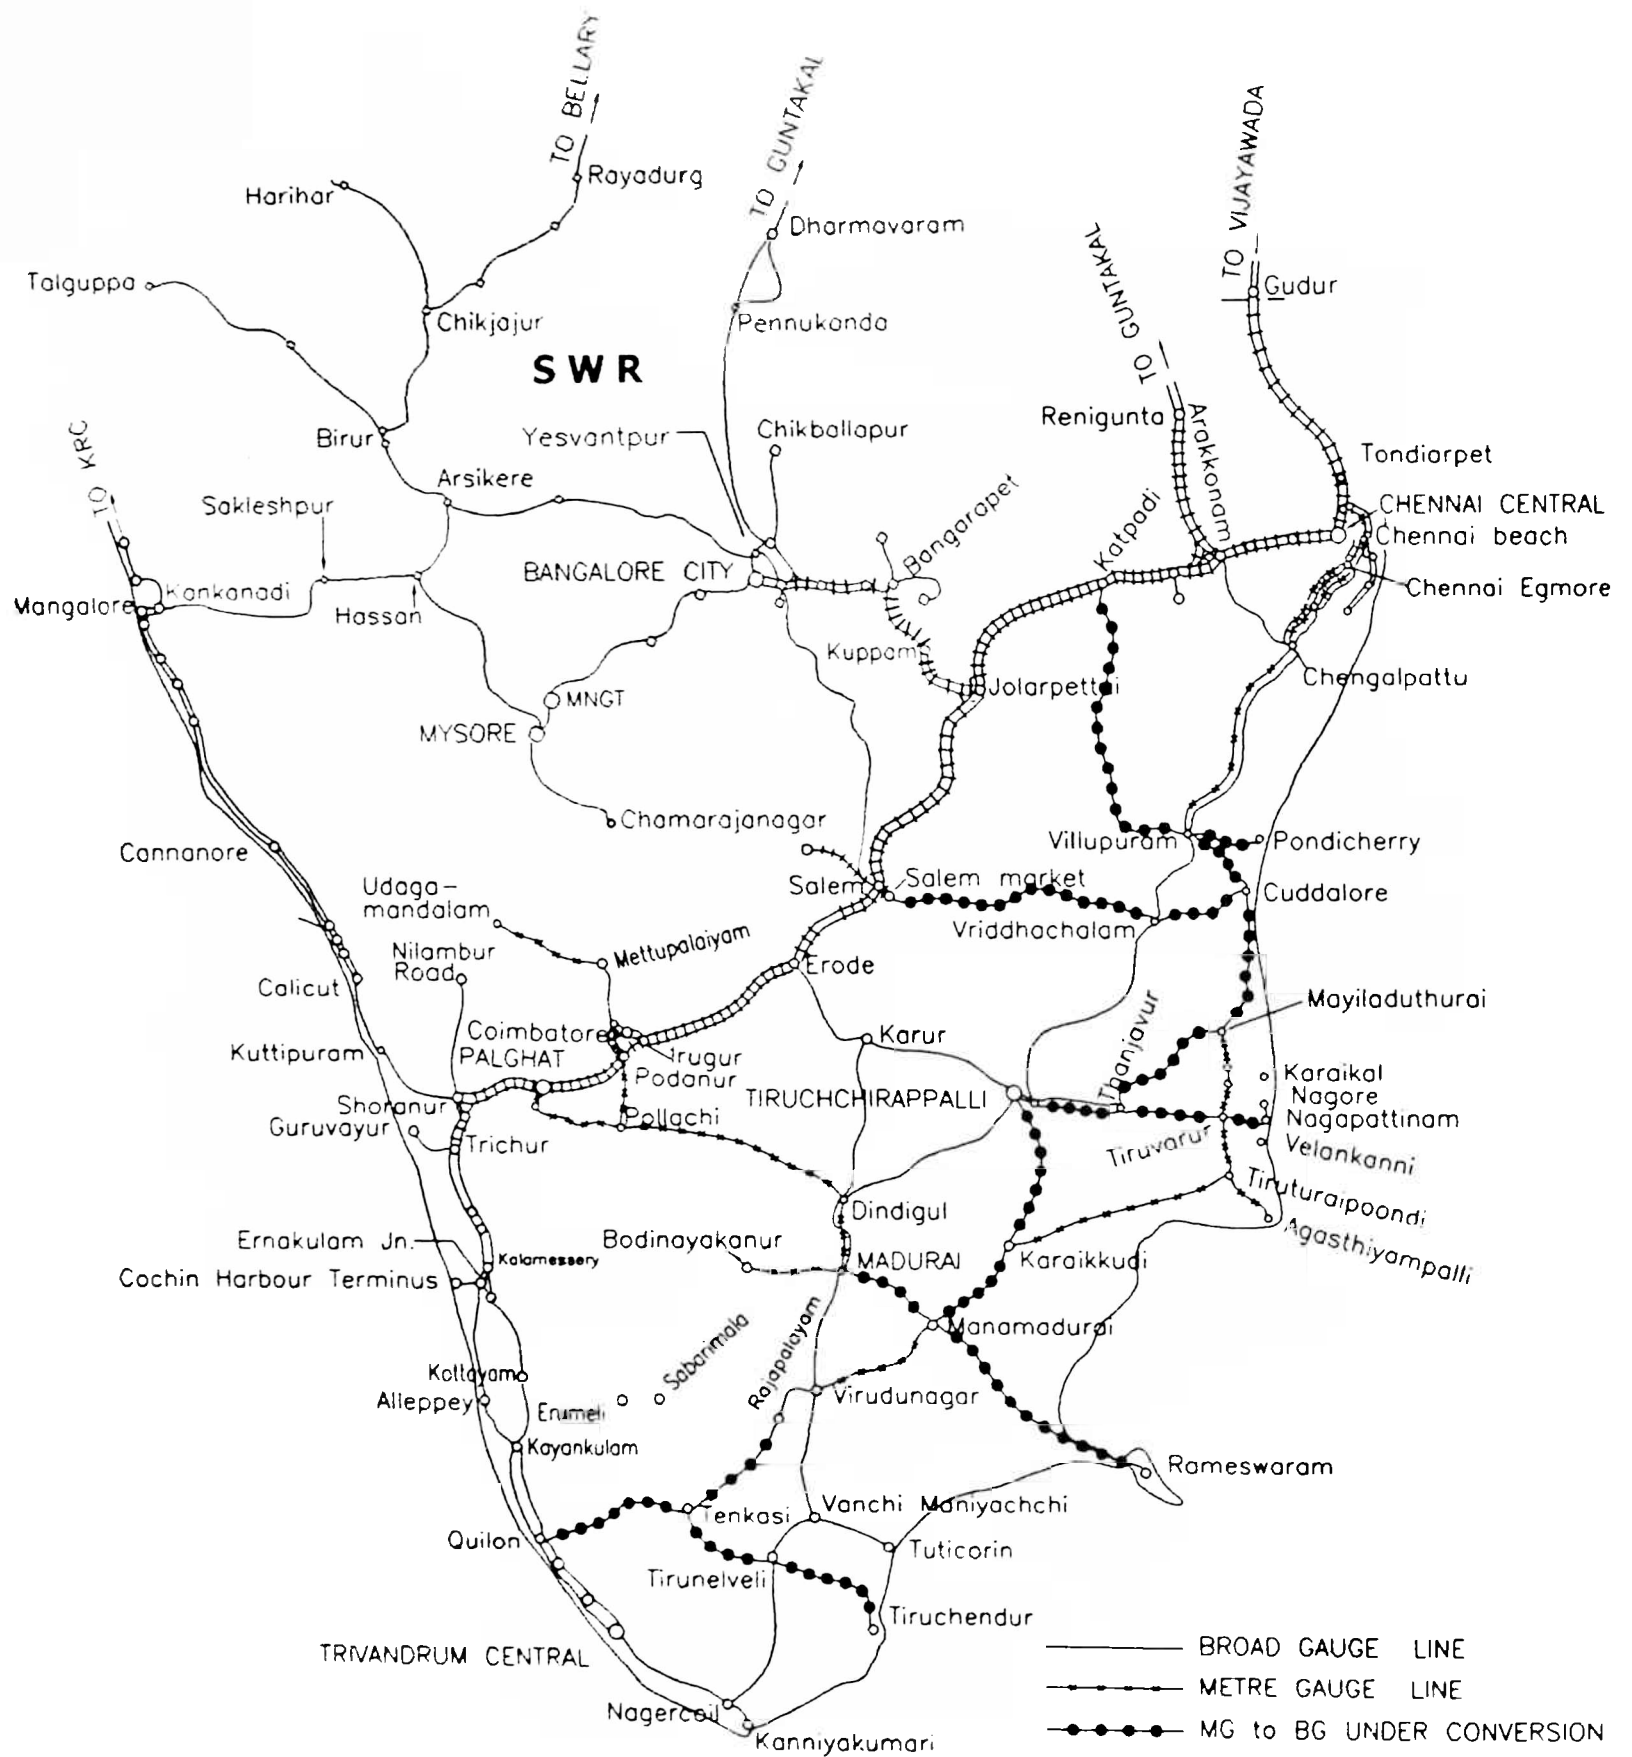 TO BELLARY
TO GUNTAKAL
TO VIJAYAWADA
Harihar
Rayadurg
Dharmavaram
TO GUNTAKAL
Talguppa
Gudur
Chikjajur
Pennukonda
SWR
Renigunta
Arakkonam
TO KRC
Birur
Yesvantpur
Chikballapur
Tondiarpet
Arsikere
Sakleshpur
Bangarapet
Katpadi
CHENNAI CENTRAL
Chennai beach
BANGALORE CITY
Kankanadi
Mangalore
Hassan
Chennai Egmore
Kuppam
Jolarpettai
Chengalpattu
MNGT
MYSORE
Chamarajanagar
Villupuram
Pondicherry
Cannanore
Udaga-
mandalam
Salem
Salem market
Cuddalore
Vriddhachalam
Nilambur
Road
Mettupalaiyam
Erode
Calicut
Mayiladuthurai
Thanjavur
Coimbatore
Karur
Kuttipuram
PALGHAT
Irugur
Podanur
Karaikal
Nagore
Shoranur
TIRUCHCHIRAPPALLI
Nagapattinam
Guruvayur
Pollachi
Trichur
Tiruvarur
Velankanni
Tiruturaipoondi
Dindigul
Agasthiyampalli
Ernakulam Jn.
Kalamessery
Bodinayakanur
MADURAI
Karaikkudi
Cochin Harbour Terminus
Manamadurai
Sabarimala
Rajapalayam
Kottayam
Alleppey
Erumeli
Virudunagar
Kayankulam
Rameswaram
Tenkasi
Vanchi Maniyachchi
Quilon
Tuticorin
Tirunelveli
Tiruchendur
TRIVANDRUM CENTRAL
Nagercoil
Kanniyakumari
BROAD GAUGE LINE
METRE GAUGE LINE
MG to BG UNDER CONVERSION